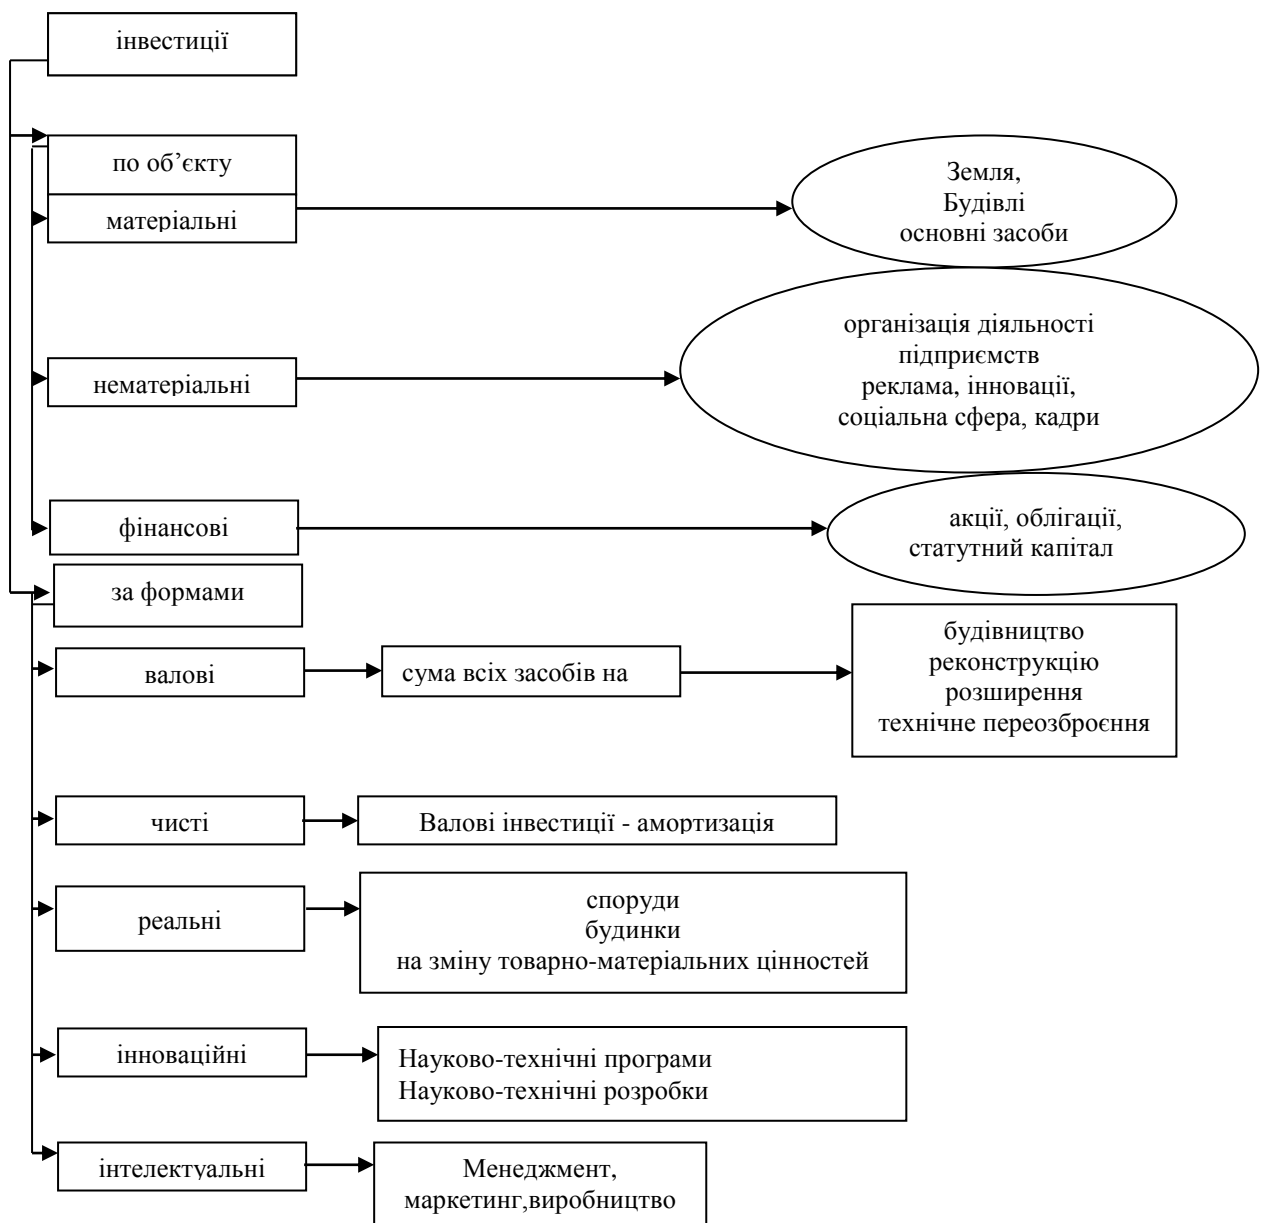 інвестиції
по об’єкту
матеріальні
Земля,
Будівлі
основні засоби
нематеріальні
організація діяльності
підприємств
реклама, інновації,
соціальна сфера, кадри
фінансові
акції, облігації,
статутний капітал
за формами
валові
сума всіх засобів на
будівництво
реконструкцію
розширення
технічне переозброєння
чисті
Валові інвестиції - амортизація
реальні
споруди
будинки
на зміну товарно-матеріальних цінностей
інноваційні
Науково-технічні програми
Науково-технічні розробки
інтелектуальні
Менеджмент,
маркетинг,виробництво